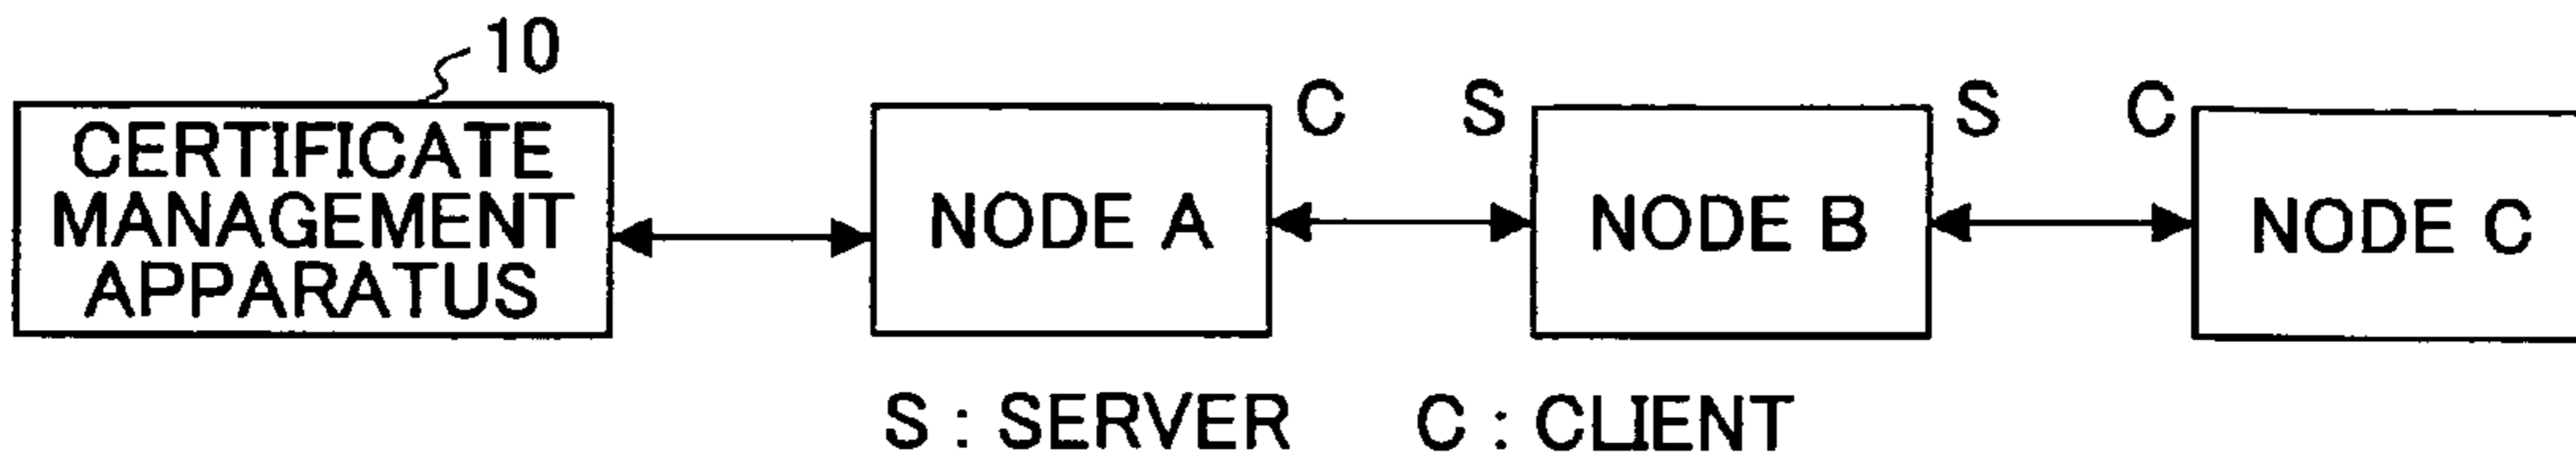 10
CERTIFICATE
MANAGEMENT
APPARATUS
NODE A
C
S
NODE B
S
C
NODE C
S : SERVER
C : CLIENT